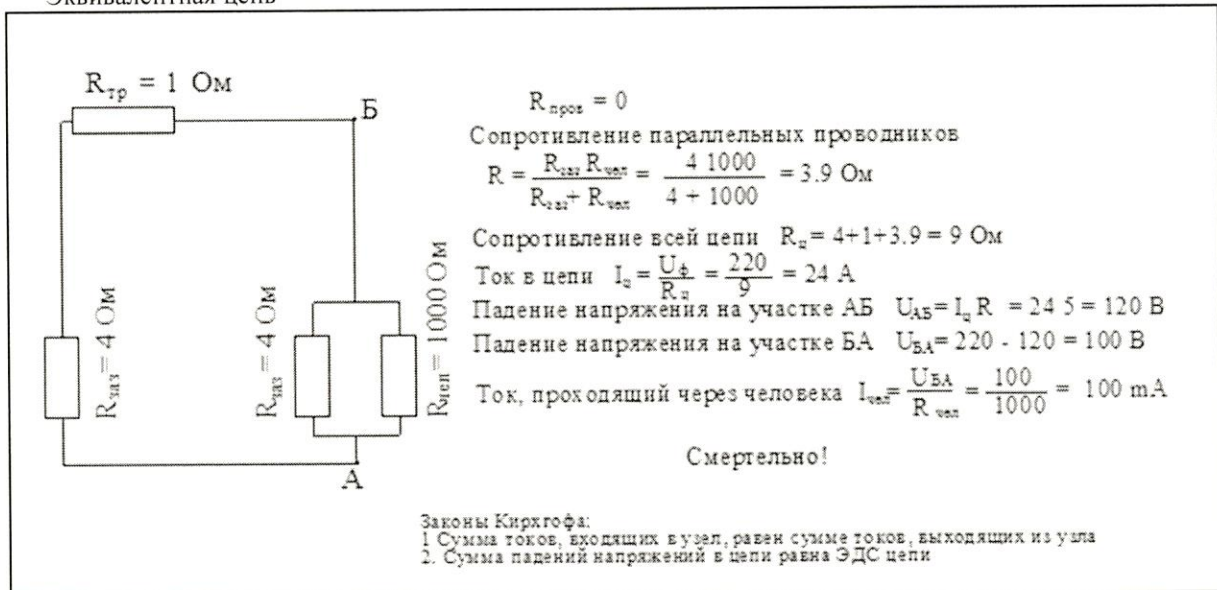 Эквивалентная цепь
R_тр = 1 Ом
Б
R_заз = 4 Ом
R_заз = 4 Ом
R_чел = 1000 Ом
А
R_пров = 0
Сопротивление параллельных проводников
R = R_заз R_чел / R_заз + R_чел = 4 1000 / 4 + 1000 = 3.9 Ом
Сопротивление всей цепи R_ц = 4+1+3.9 = 9 Ом
Ток в цепи I_ц = U_ф / R_ц = 220 / 9 = 24 А
Падение напряжения на участке АБ U_АБ = I_ц R = 24 5 = 120 В
Падение напряжения на участке БА U_БА = 220 - 120 = 100 В
Ток, проходящий через человека I_чел = U_БА / R_чел = 100 / 1000 = 100 mA
Смертельно!
Законы Кирхгофа:
1 Сумма токов, входящих в узел, равен сумме токов, выходящих из узла
2. Сумма падений напряжений в цепи равна ЭДС цепи